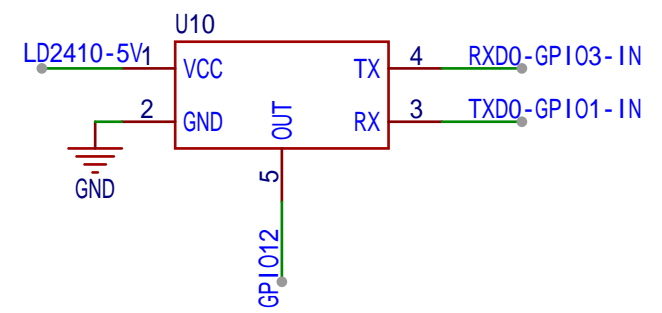 U10
LD2410-5V
1
VCC
TX
4
RXD0-GPIO3-IN
2
GND
OUT
RX
3
TXD0-GPIO1-IN
GND
5
GPIO12